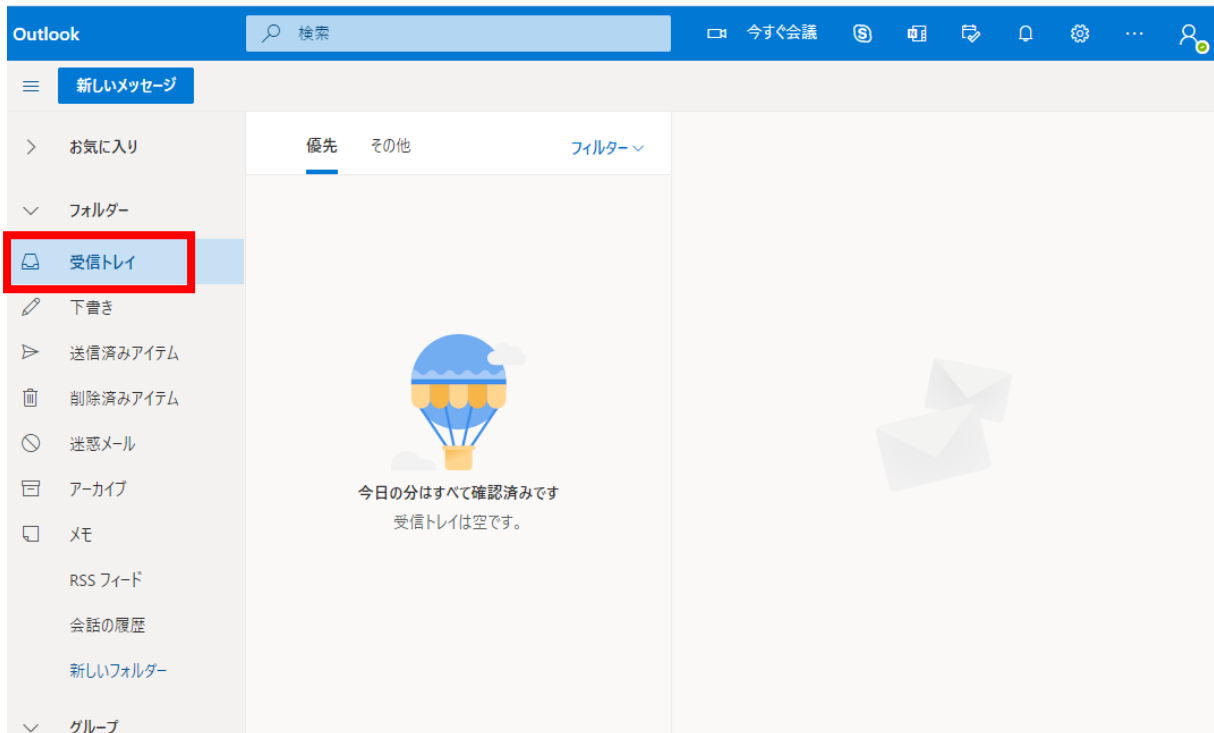 Outlook
検索
今すぐ会議
新しいメッセージ
お気に入り
フォルダー
受信トレイ
下書き
送信済みアイテム
削除済みアイテム
迷惑メール
アーカイブ
メモ
RSS フィード
会話の履歴
新しいフォルダー
グループ
優先 その他 フィルター
今日の分はすべて確認済みです
受信トレイは空です。